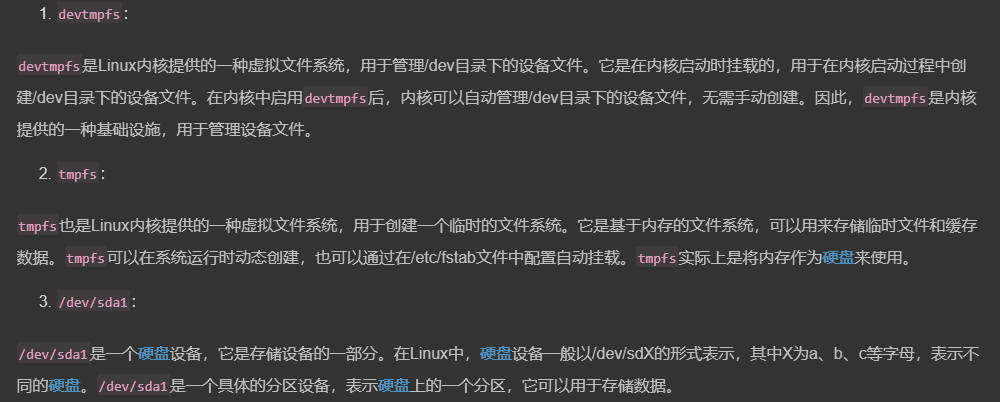 1. devtmpfs：
devtmpfs是Linux内核提供的一种虚拟文件系统，用于管理/dev目录下的设备文件。它是在内核启动时挂载的，用于在内核启动过程中创
建/dev目录下的设备文件。在内核中启用devtmpfs后，内核可以自动管理/dev目录下的设备文件，无需手动创建。因此，devtmpfs是内核
提供的一种基础设施，用于管理设备文件。
2. tmpfs：
tmpfs也是Linux内核提供的一种虚拟文件系统，用于创建一个临时的文件系统。它是基于内存的文件系统，可以用来存储临时文件和缓存
数据。tmpfs可以在系统运行时动态创建，也可以通过在/etc/fstab文件中配置自动挂载。tmpfs实际上是将内存作为硬盘来使用。
3. /dev/sda1：
/dev/sda1是一个硬盘设备，它是存储设备的一部分。在Linux中，硬盘设备一般以/dev/sdX的形式表示，其中X为a、b、c等字母，表示不
同的硬盘。/dev/sda1是一个具体的分区设备，表示硬盘上的一个分区，它可以用于存储数据。